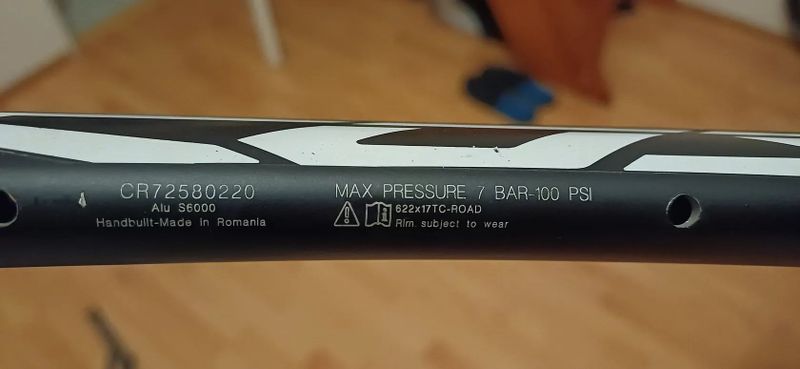 CR72580220
Alu S6000
Handbuilt-Made in Romania
MAX PRESSURE 7 BAR-100 PSI
622x17TC-ROAD
Rim subject to wear